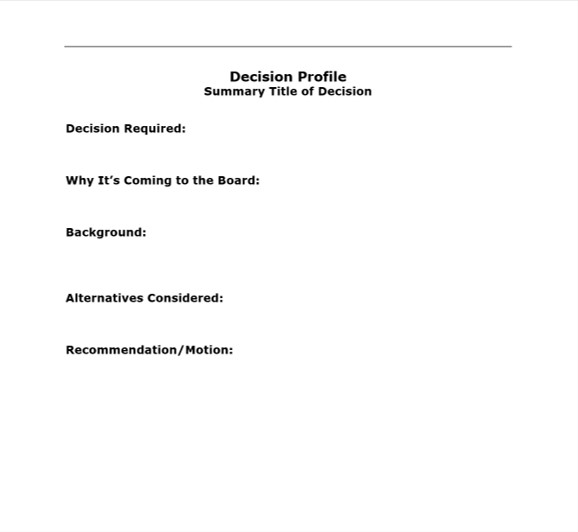 Decision Profile
Summary Title of Decision
Decision Required:
Why It’s Coming to the Board:
Background:
Alternatives Considered:
Recommendation/Motion: